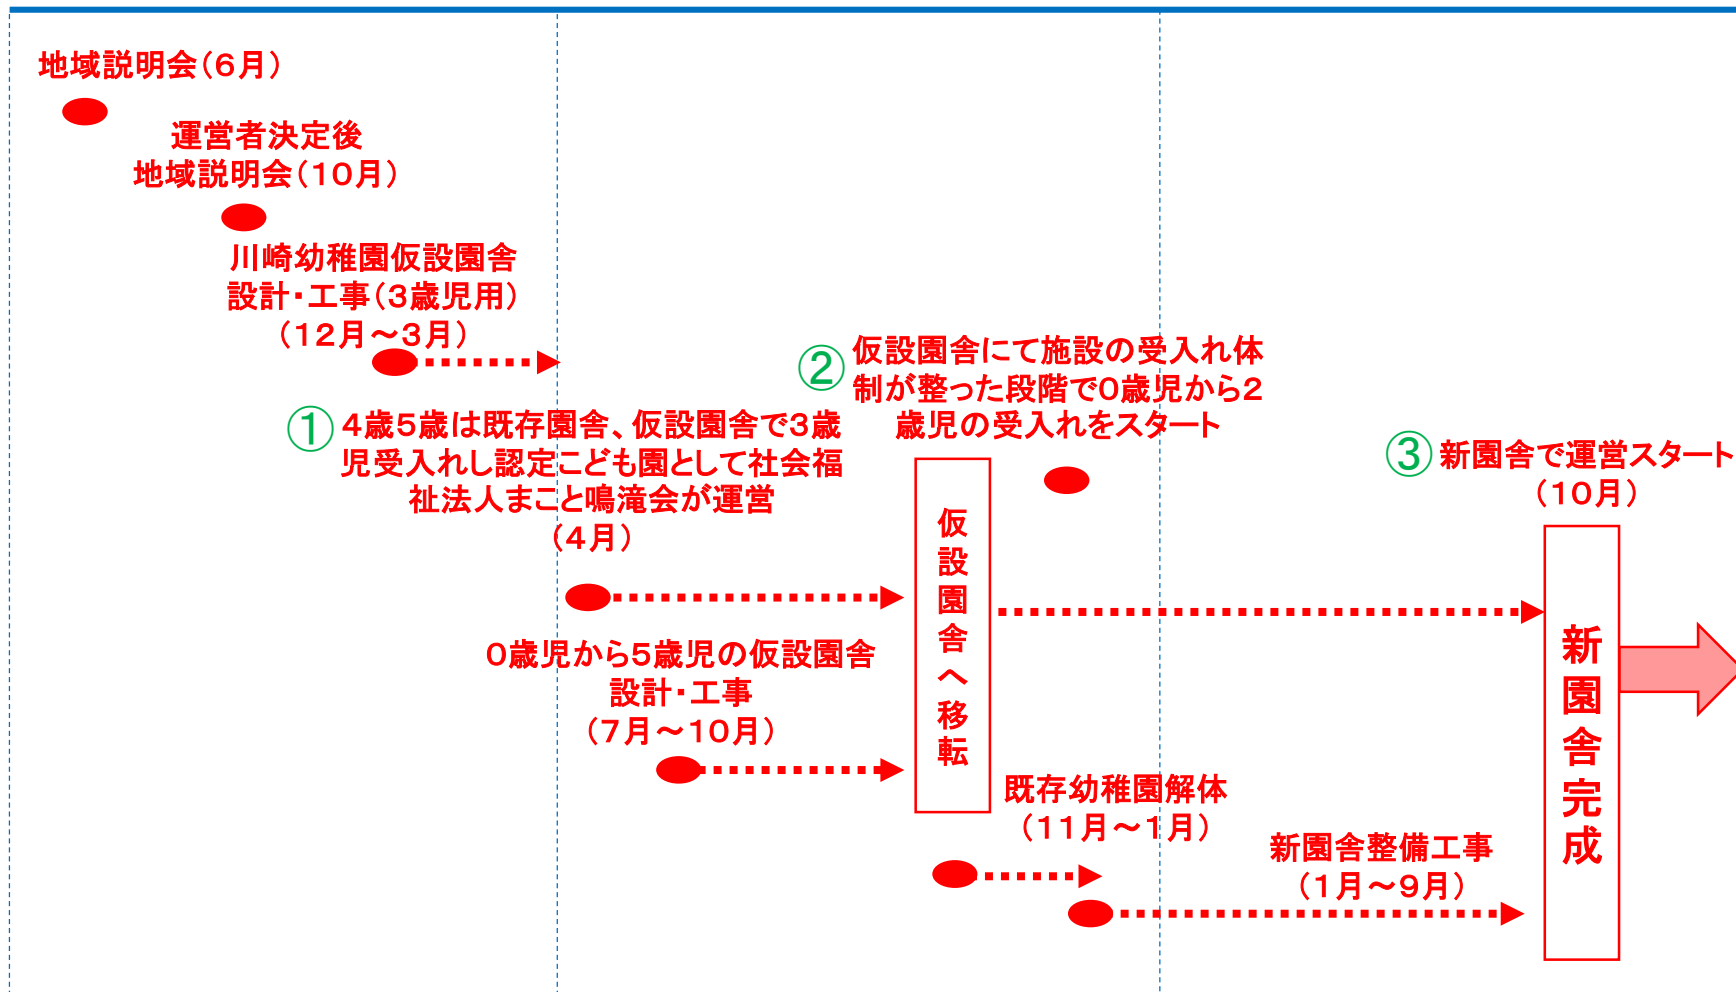 地域説明会（６月）
運営者決定後
地域説明会（１０月）
川崎幼稚園仮設園舎
設計・工事（３歳児用）
（１２月～３月）
①
４歳５歳は既存園舎、仮設園舎で３歳
児受入れし認定こども園として社会福
祉法人まこと鳴滝会が運営
（４月）
②
仮設園舎にて施設の受入れ体
制が整った段階で０歳児から２
歳児の受入れをスタート
③
新園舎で運営スタート
（１０月）
仮設園舎へ移転
０歳児から５歳児の仮設園舎
設計・工事
（７月～１０月）
既存幼稚園解体
（１１月～１月）
新園舎整備工事
（１月～９月）
新園舎完成